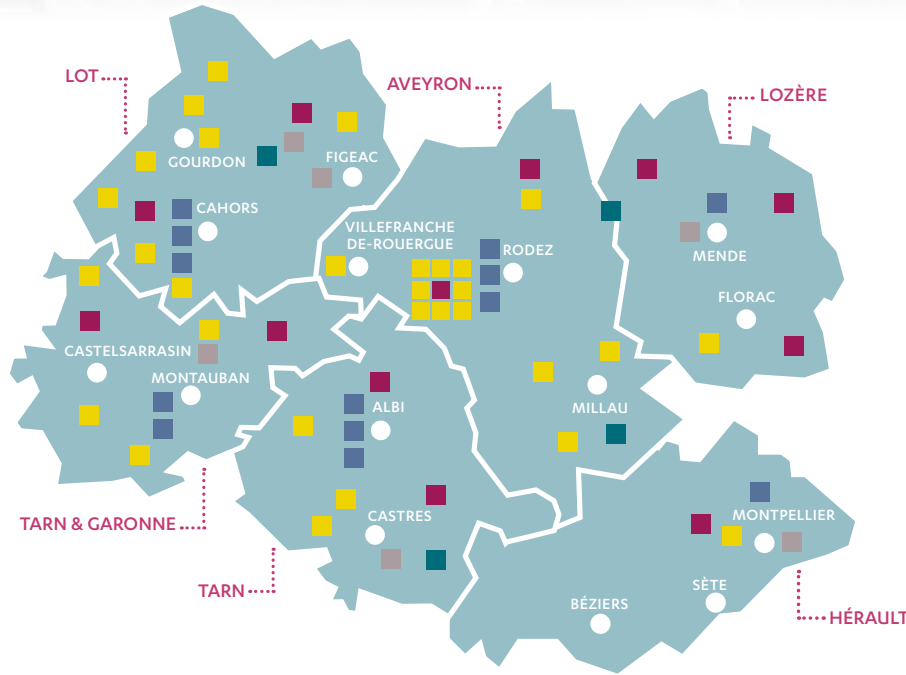 LOT
AVEYRON
LOZÈRE
GOURDON
FIGEAC
CAHORS
VILLEFRANCHE
DE-ROUERGUE
RODEZ
MENDE
FLORAC
CASTELSARRASIN
MONTAUBAN
ALBI
MILLAU
TARN & GARONNE
CASTRES
MONTPELLIER
TARN
SÈTE
BÉZIERS
HÉRAULT